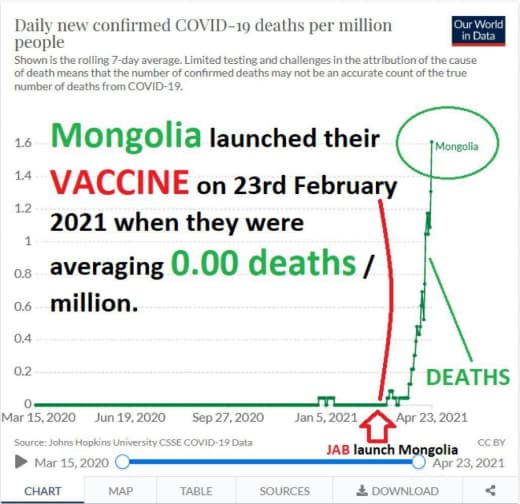 Daily new confirmed COVID-19 deaths per million
people
Our World
in Data
Shown is the rolling 7-day average. Limited testing and challenges in the attribution of the cause
of death means that the number of confirmed deaths may not be an accurate count of the true
number of deaths from COVID-19.
1.6
Mongolia launched their
Mongolia
1.4
VACCINE on 23rd February
1.2
2021 when they were
1
averaging 0.00 deaths /
0.8
million.
0.6
0.4
0.2
DEATHS
0
Mar 15, 2020 Jun 19, 2020 Sep 27, 2020 Jan 5, 2021 Apr 23, 2021
Source: Johns Hopkins University CSSE COVID-19 Data
JAB launch Mongolia
CC BY
Mar 15, 2020 Apr 23, 2021
CHART MAP TABLE SOURCES DOWNLOAD